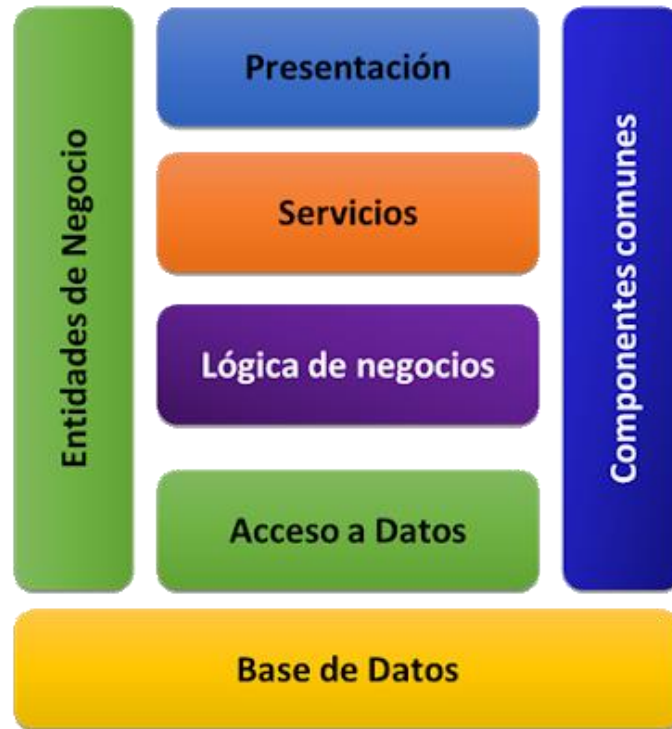 Presentación
Servicios
Lógica de negocios
Acceso a Datos
Entidades de Negocio
Componentes comunes
Base de Datos